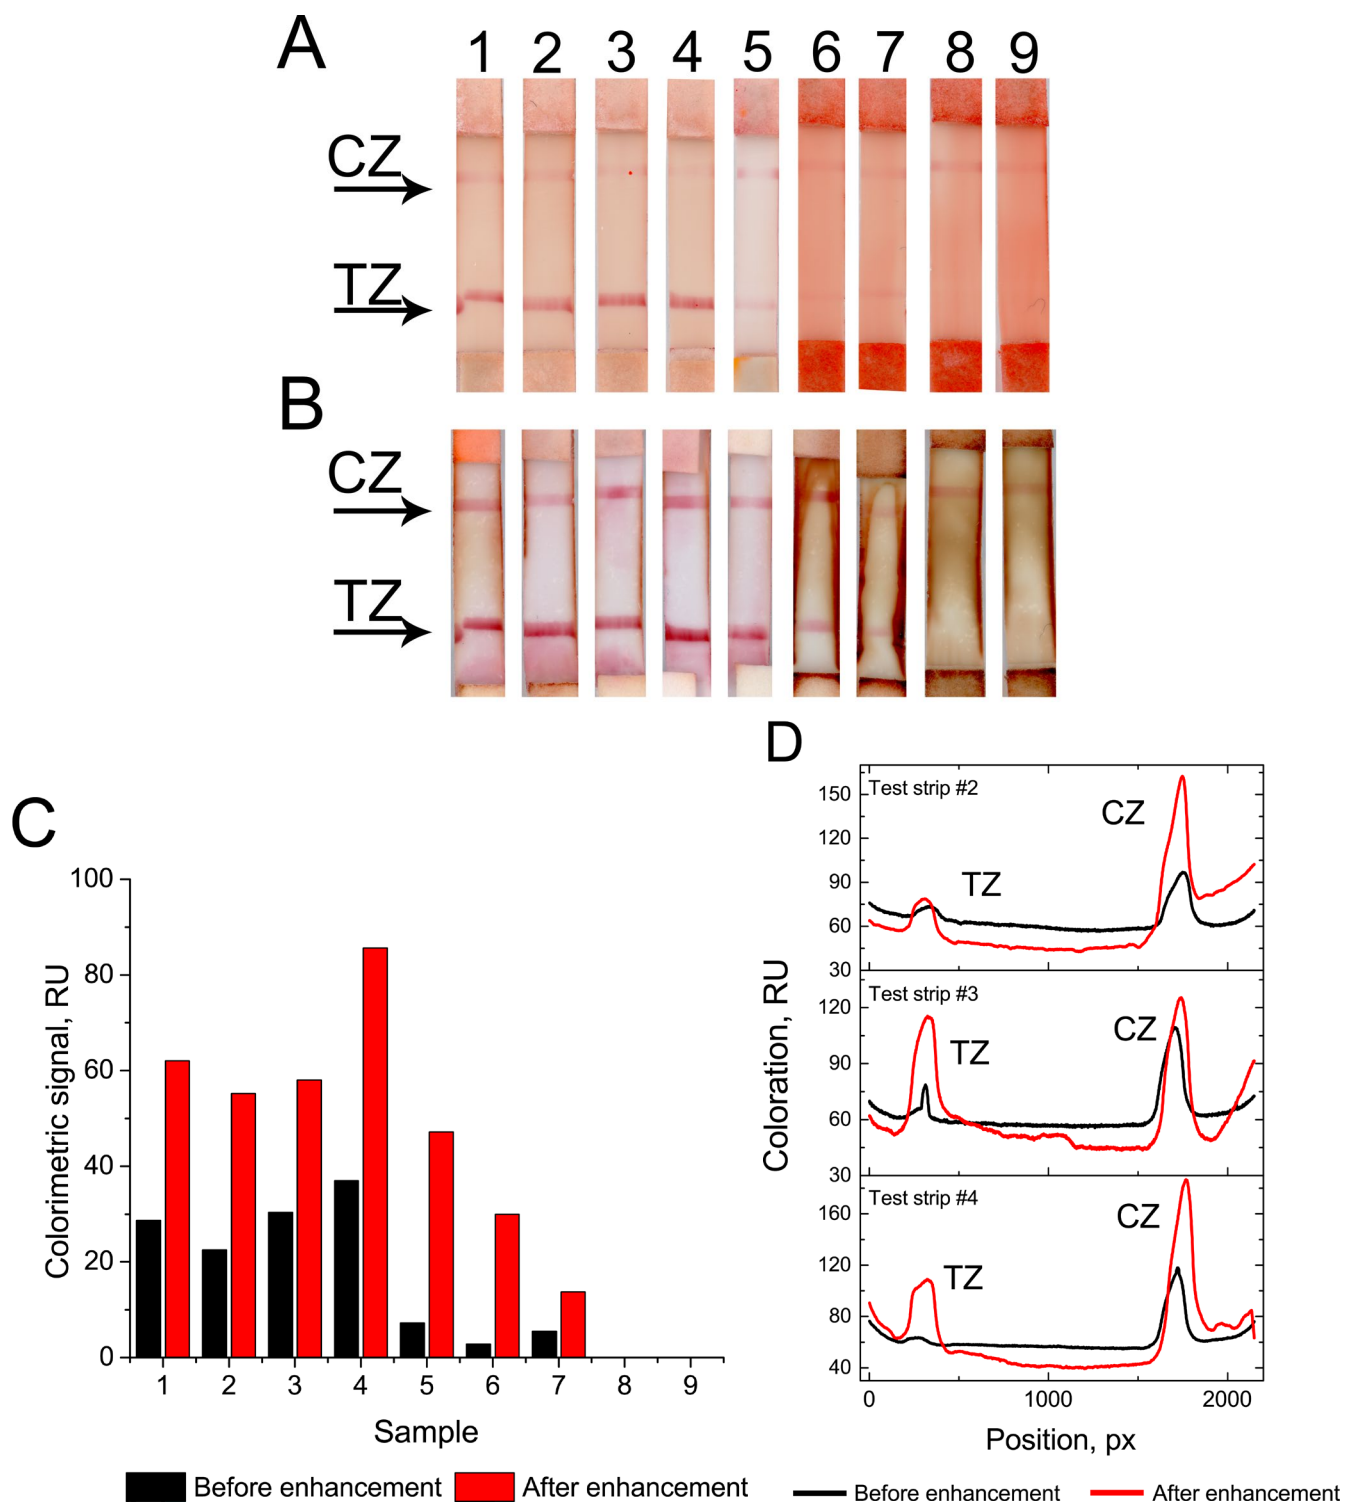 A
1 2 3 4 5 6 7 8 9
CZ
TZ
B
CZ
TZ
C
100
80
60
40
20
0
Colorimetric signal, RU
1 2 3 4 5 6 7 8 9
Sample
Before enhancement After enhancement
D
Test strip #2
150
120
90
60
30
TZ
CZ
Test strip #3
120
90
60
30
TZ
CZ
Test strip #4
160
120
80
40
TZ
CZ
Coloration, RU
0 1000 2000
Position, px
Before enhancement After enhancement